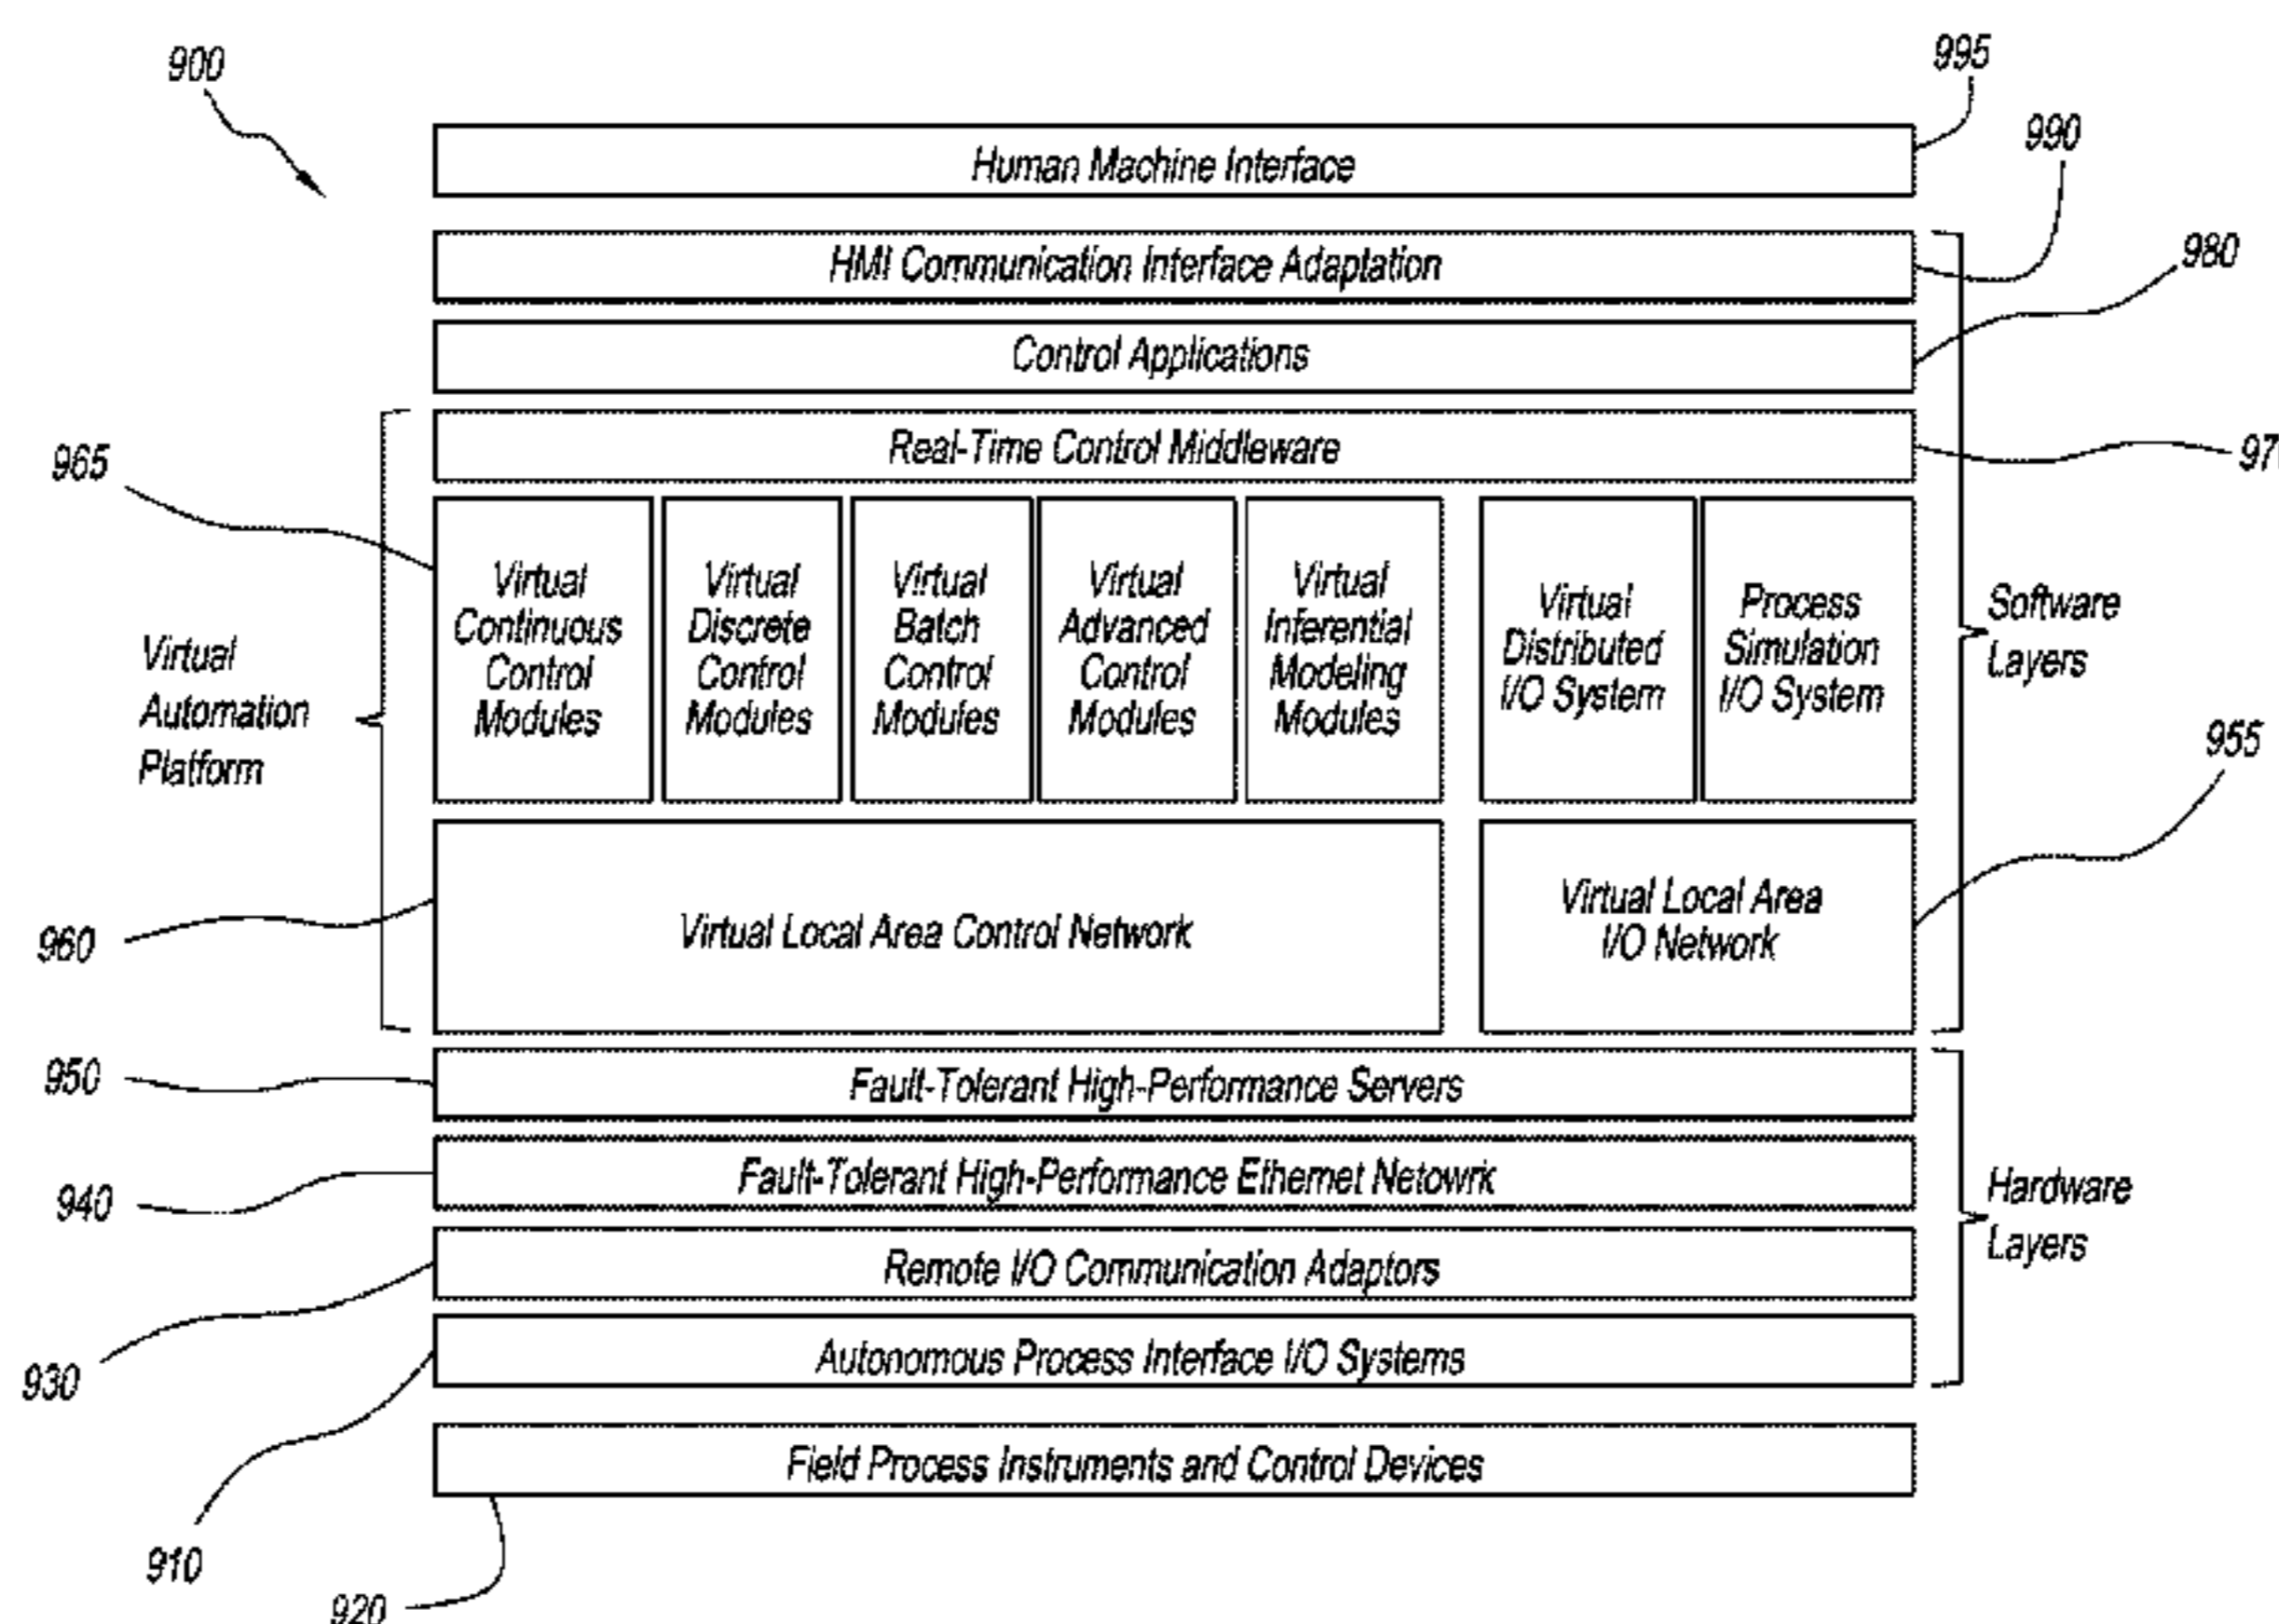 900
995
990
Human Machine Interface
HMI Communication Interface Adaptation
980
Control Applications
965
Real-Time Control Middleware
Virtual
Continuous
Control
Modules
Virtual
Discrete
Control
Modules
Virtual
Batch
Control
Modules
Virtual
Advanced
Control
Modules
Virtual
Inferential
Modeling
Modules
Virtual
Distributed
I/O System
Process
Simulation
I/O System
Software
Layers
Virtual
Automation
Platform
955
960
Virtual Local Area Control Network
Virtual Local Area
I/O Network
950
Fault-Tolerant High-Performance Servers
940
Fault-Tolerant High-Performance Ethernet Netowrk
Hardware
Layers
930
Remote I/O Communication Adaptors
Autonomous Process Interface I/O Systems
Field Process Instruments and Control Devices
910
920